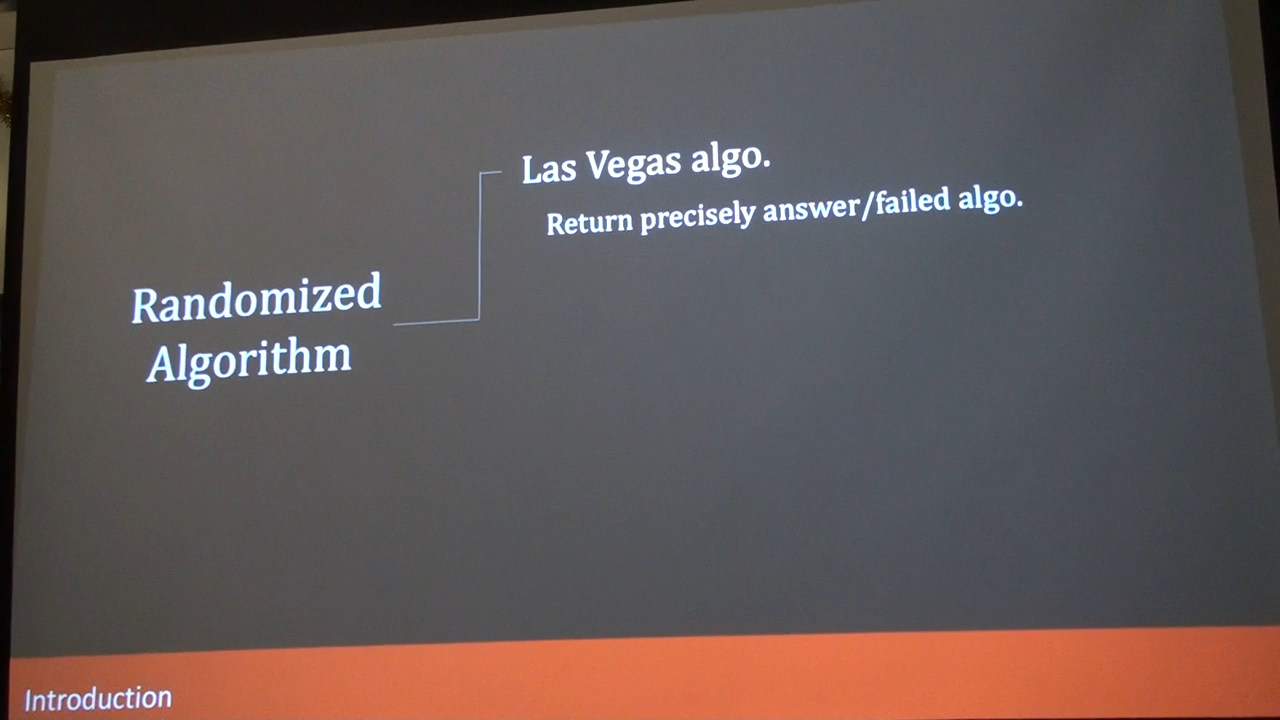 Las Vegas algo.
Return precisely answer/failed algo.
Randomized
Algorithm
Introduction